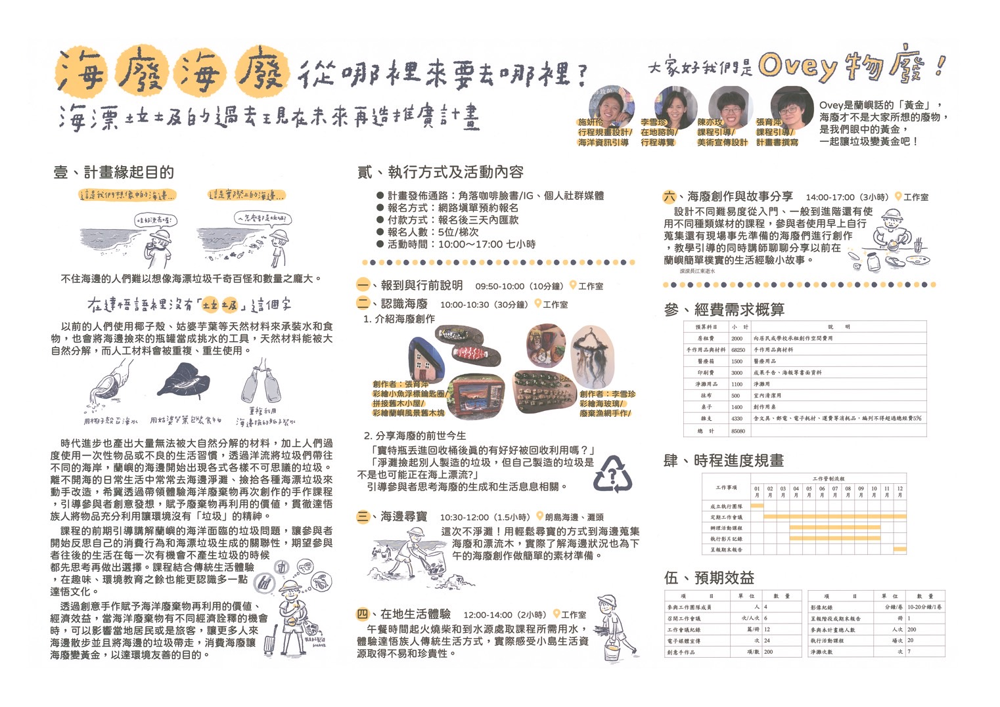 海廢海廢從哪裡來要去哪裡?
海漂垃圾的過去現在未來再造推廣計畫
大家好我們是Ovey物廢!
施妍伶
行程規畫設計/
海洋資訊引導
李雪珍
在地諮詢/
行程導覽
陳亦玫
課程引導/
美術宣傳設計
張育萍
課程引導/
計畫書撰寫
Ovey是蘭嶼話的「黃金」，
海廢才不是大家所想的廢物，
是我們眼中的黃金，
一起讓垃圾變黃金吧！
壹、計畫緣起目的
這是我們想像中的海邊...
這是實際上的海邊...
哇好漂亮喔!
怎麼都是垃圾?
不住海邊的人們難以想像海漂垃圾千奇百怪和數量之龐大。
在達悟語裡沒有「垃圾」這個字
以前的人們使用椰子殼、姑婆芋葉等天然材料來承裝水和食
物，也會將海邊撿來的瓶罐當成挑水的工具，天然材料能被大
自然分解，而人工材料會被重複、重生使用。
用椰子殼舀海水
用姑婆芋葉包裝食物
重複利用
海邊撿的瓶子裝水
時代進步也產出大量無法被大自然分解的材料，加上人們過
度使用一次性物品或不良的生活習慣，透過洋流將垃圾們帶往
不同的海岸，蘭嶼的海邊開始出現各式各樣不可思議的垃圾。
離不開海的日常生活中常常去海邊淨灘、撿拾各種海漂垃圾來
動手改造，希冀透過帶領體驗海洋廢棄物再次創作的手作課程
，引導參與者創意發想，賦予廢棄物再利用的價值，貫徹達悟
族人將物品充分利用讓環境沒有「垃圾」的精神。
課程的前期引導講解蘭嶼的海洋面臨的垃圾問題，讓參與者
開始反思自己的消費行為和海漂垃圾生成的關聯性，期望參與
者往後的生活在每一次有機會不產生垃圾的時候
都先思考再做出選擇。課程結合傳統生活體驗
，在趣味、環境教育之餘也能更認識多一點
達悟文化。
透過創意手作賦予海洋廢棄物再利用的價值、
經濟效益，當海洋廢棄物有不同經濟詮釋的機會
時，可以影響當地居民或是旅客，讓更多人來
海邊散步並且將海邊的垃圾帶走，消費海廢讓
海廢變黃金，以達環境友善的目的。
貳、執行方式及活動內容
● 計畫發佈通路：角落咖啡臉書/IG、個人社群媒體
● 報名方式：網路填單預約報名
● 付款方式：報名後三天內匯款
● 報名人數：5位/梯次
● 活動時間：10:00～17:00 七小時
一、報到與行前說明 09:50-10:00（10分鐘）工作室
二、認識海廢 10:00-10:30（30分鐘）工作室
1. 介紹海廢創作
創作者：張育萍
彩繪小魚浮標鑰匙圈/
拼接舊木小屋/
彩繪蘭嶼風景舊木塊
創作者：李雪珍
彩繪海玻璃/
廢棄漁網手作/
2. 分享海廢的前世今生
「寶特瓶丟進回收桶後真的有好好被回收利用嗎？」
「淨灘撿起別人製造的垃圾，但自己製造的垃圾是
不是也可能正在海上漂流?」
引導參與者思考海廢的生成和生活息息相關。
?
三、海邊尋寶 10:30-12:00（1.5小時）朗島海邊、灘頭
這次不淨灘！用輕鬆尋寶的方式到海邊蒐集
海廢和漂流木，實際了解海邊狀況也為下
午的海廢創作做簡單的素材準備。
四、在地生活體驗 12:00-14:00（2小時）工作室
午餐時間起火燒柴和到水源處取課程所需用水，
體驗達悟族人傳統生活方式，實際感受小島生活資
源取得不易和珍貴性。
六、海廢創作與故事分享 14:00-17:00（3小時）工作室
設計不同難易度從入門、一般到進階還有使
用不同種類媒材的課程，參與者使用早上自行
蒐集還有現場事先準備的海廢們進行創作
，教學引導的同時講師聊聊分享以前在
蘭嶼簡單樸實的生活經驗小故事。
滾滾長江東逝水
參、經費需求概算
預算科目 小 計 說 明
房租費 2000 向居民或學校承租創作空間費用
手作用品與材料 68250 手作用品與材料
醫療箱 1500 醫療用品
印刷費 3000 成果手告、海報等書面資料
淨灘用品 1100 淨灘用
抹布 500 室內清潔用
桌子 1400 創作用桌
雜支 4330 含文具、郵電、電子耗材、運費等消耗品，編列不得超過總經費5%
總 計 85080
肆、時程進度規畫
工作事項 工作管制流程
01月 02月 03月 04月 05月 06月 07月 08月 09月 10月 11月 12月
成立執行團隊
定期工作會議
辦理活動課程
執行影片記錄
呈報期末報告
伍、預期效益
項 目 單 位 數 量
參與工作團隊成員 人 4
召開工作會議 次/人次 6
工作會議紀錄 篇/冊 12
電子媒體宣傳 次 24
創意手作品 項/數 200
項 目 單 位 數 量
影像紀錄 分鐘/卷 10-20分鐘/1卷
呈報階段成期末報告 冊 1
參與本計畫總人數 人次 200
執行活動課程 場次 20
淨灘次數 次 7